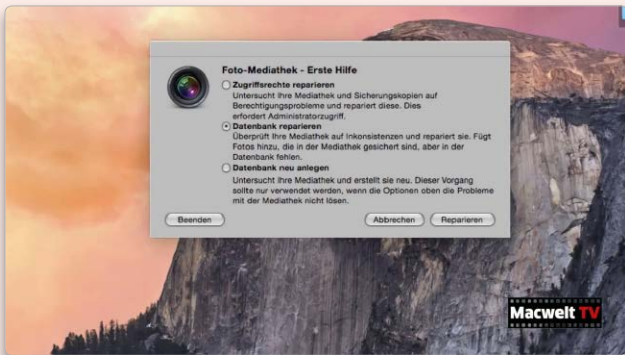 Foto-Mediathek - Erste Hilfe
Zugriffsrechte reparieren
Untersucht Ihre Mediathek und Sicherungskopien auf
Berechtigungsprobleme und repariert diese. Dies
erfordert Administratorzugriff.
Datenbank reparieren
Überprüft Ihre Mediathek auf Inkonsistenzen und repariert sie. Fügt
Fotos hinzu, die in der Mediathek gesichert sind, aber in der
Datenbank fehlen.
Datenbank neu anlegen
Untersucht Ihre Mediathek und erstellt sie neu. Dieser Vorgang
sollte nur verwendet werden, wenn die Optionen oben die Probleme
mit der Mediathek nicht lösen.
Beenden Abbrechen Reparieren
Macwelt TV